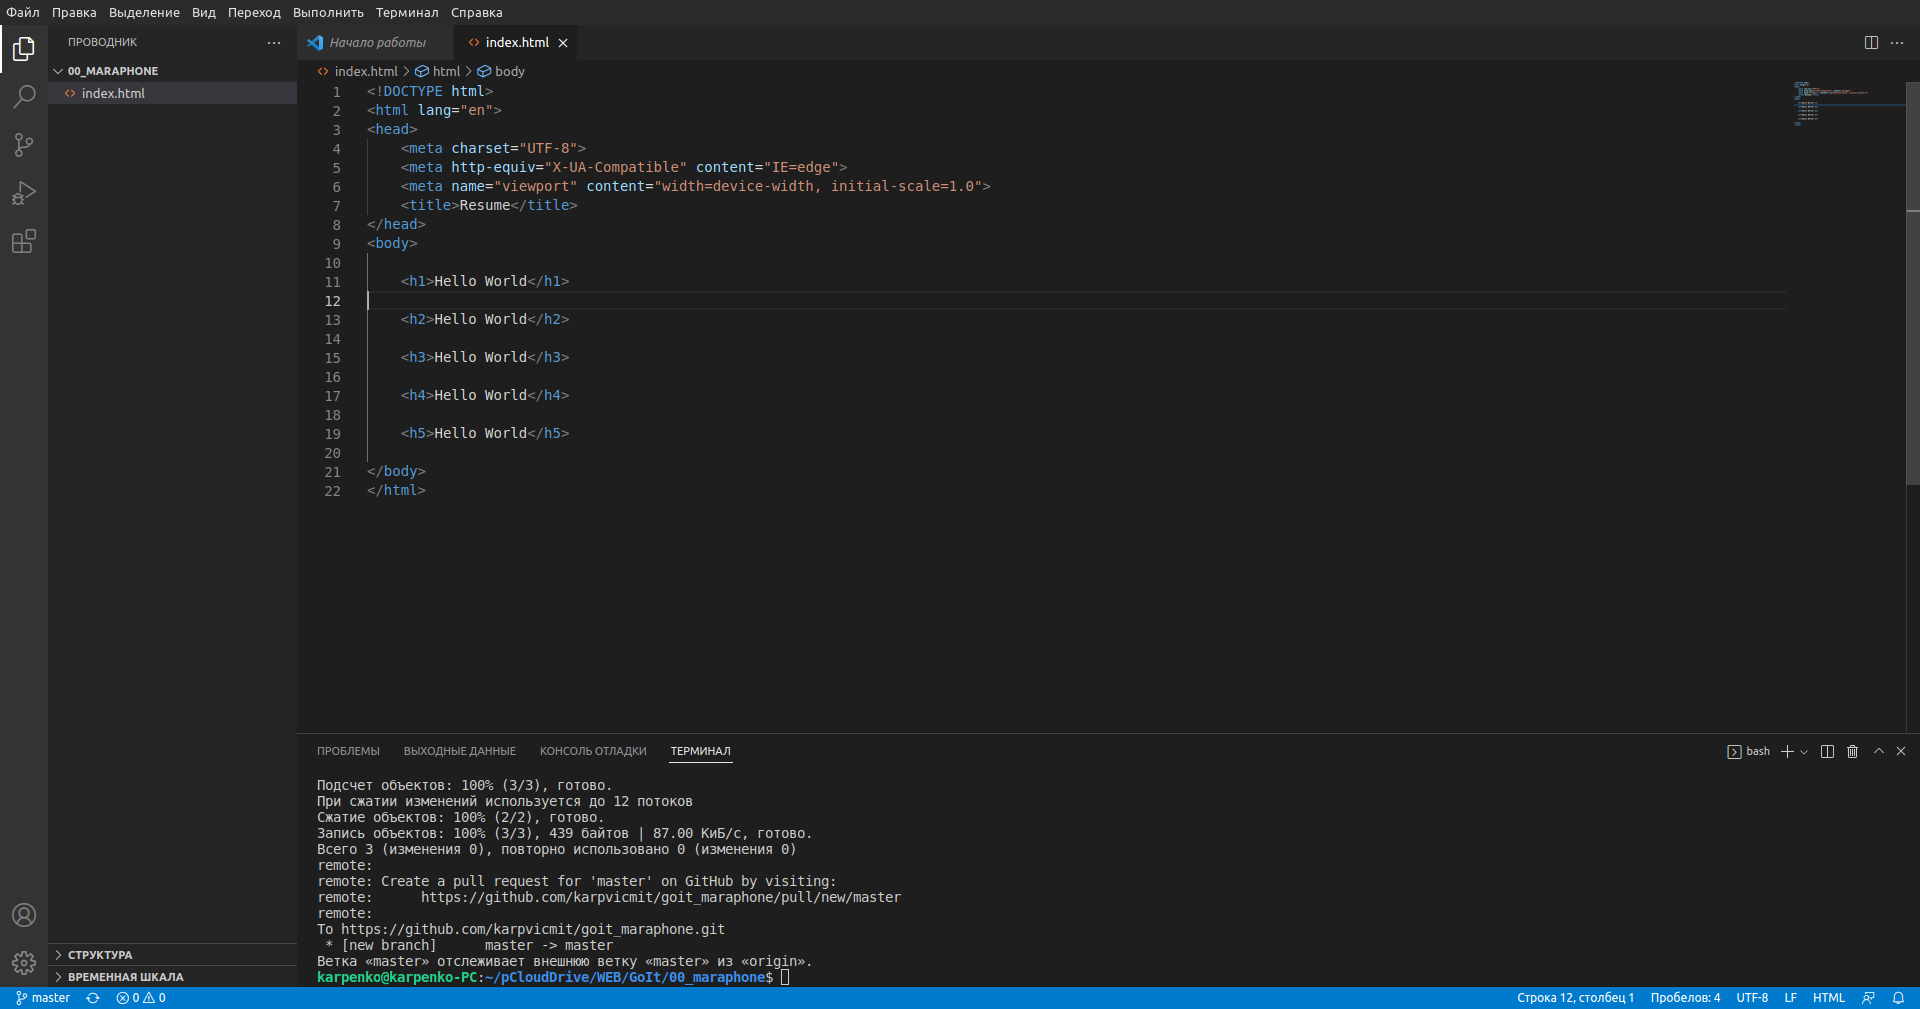 Файл Правка Выделение Вид Переход Выполнить Терминал Справка
ПРОВОДНИК
00_MARAPHONE
index.html
Начало работы index.html
index.html > html > body
1 <!DOCTYPE html>
2 <html lang="en">
3 <head>
4 <meta charset="UTF-8">
5 <meta http-equiv="X-UA-Compatible" content="IE=edge">
6 <meta name="viewport" content="width=device-width, initial-scale=1.0">
7 <title>Resume</title>
8 </head>
9 <body>
10
11 <h1>Hello World</h1>
12
13 <h2>Hello World</h2>
14
15 <h3>Hello World</h3>
16
17 <h4>Hello World</h4>
18
19 <h5>Hello World</h5>
20
21 </body>
22 </html>
ПРОБЛЕМЫ ВЫХОДНЫЕ ДАННЫЕ КОНСОЛЬ ОТЛАДКИ ТЕРМИНАЛ bash
Подсчет объектов: 100% (3/3), готово.
При сжатии изменений используется до 12 потоков
Сжатие объектов: 100% (2/2), готово.
Запись объектов: 100% (3/3), 439 байтов | 87.00 КиБ/с, готово.
Всего 3 (изменения 0), повторно использовано 0 (изменения 0)
remote:
remote: Create a pull request for 'master' on GitHub by visiting:
remote:      https://github.com/karpvicmit/goit_maraphone/pull/new/master
remote:
To https://github.com/karpvicmit/goit_maraphone.git
 * [new branch]      master -> master
Ветка «master» отслеживает внешнюю ветку «master» из «origin».
karpenko@karpenko-PC:~/pCloudDrive/WEB/GoIt/00_maraphone$
СТРУКТУРА
ВРЕМЕННАЯ ШКАЛА
master 0 0 Строка 12, столбец 1 Пробелов: 4 UTF-8 LF HTML